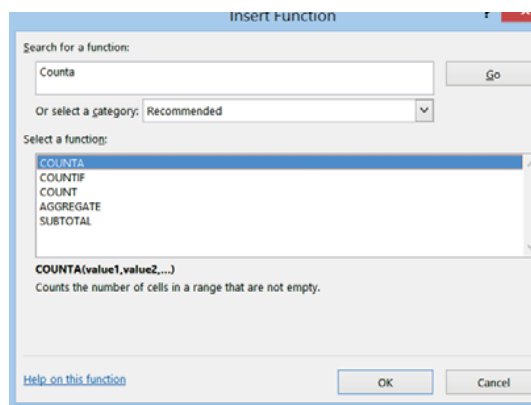 Insert Function
?
Search for a function:
Counta
Go
Or select a category: Recommended
Select a function:
COUNTA
COUNTIF
COUNT
AGGREGATE
SUBTOTAL
COUNTA(value1,value2,...)
Counts the number of cells in a range that are not empty.
Help on this function
OK
Cancel